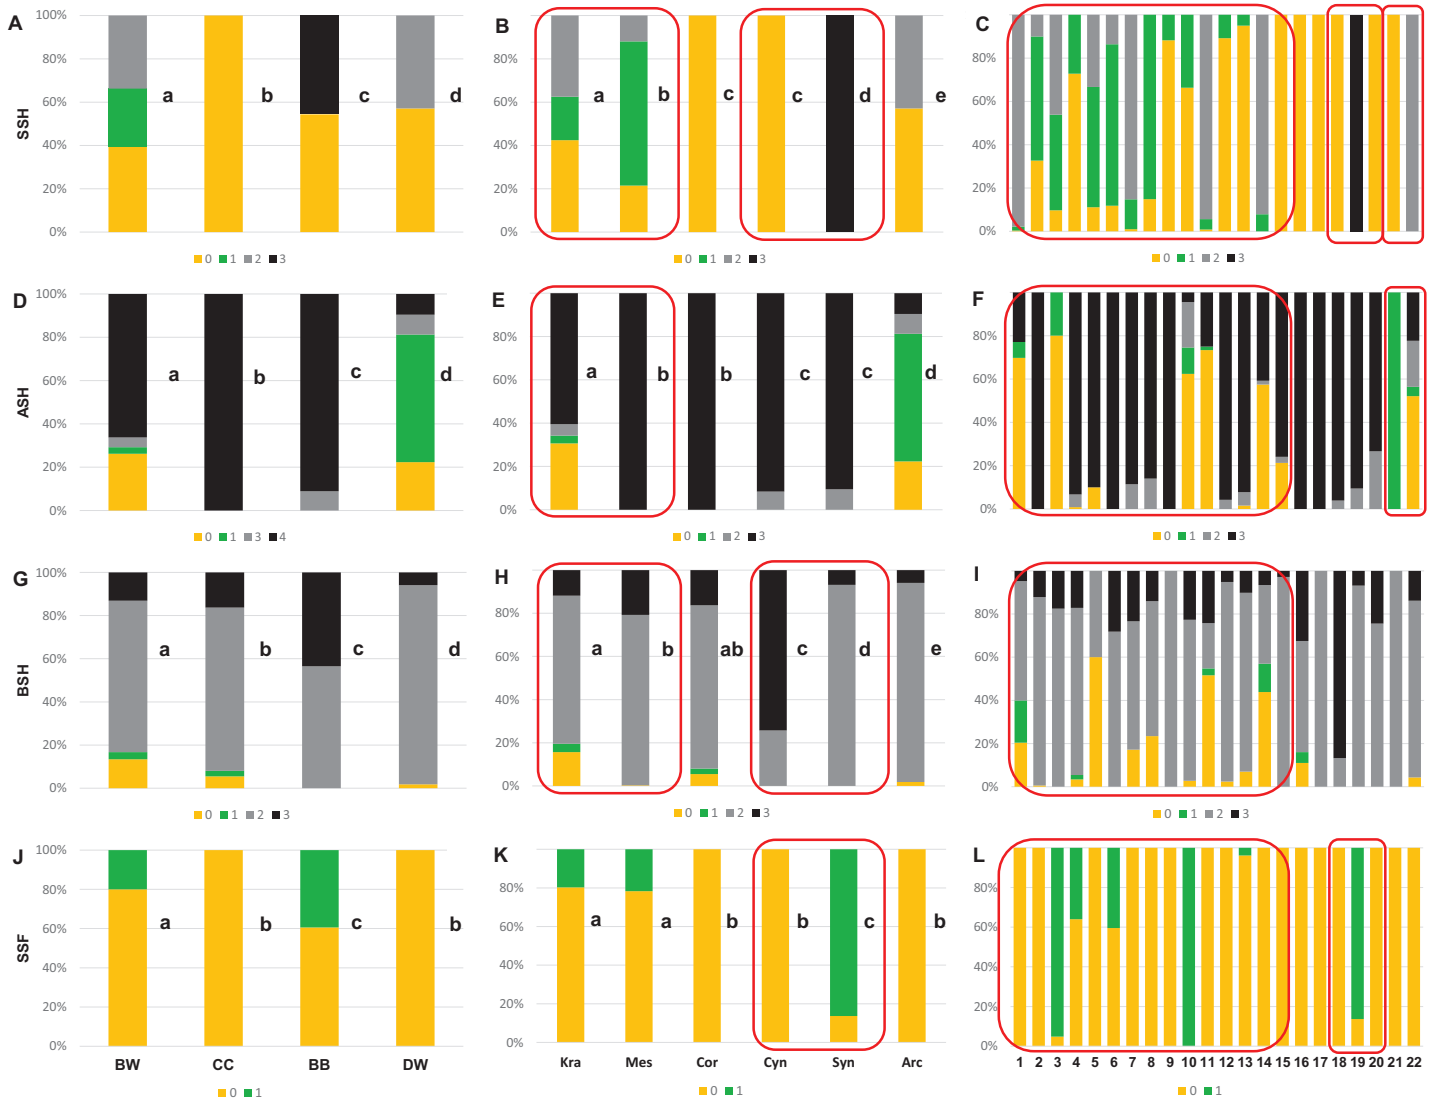 A
SSH
100%
80%
60%
40%
20%
0%
a
b
c
d
0 1 2 3
B
100%
80%
60%
40%
20%
0%
a
b
c
c
d
e
0 1 2 3
C
100%
80%
60%
40%
20%
0%
0 1 2 3
D
ASH
100%
80%
60%
40%
20%
0%
a
b
c
d
0 1 3 4
E
100%
80%
60%
40%
20%
0%
a
b
b
c
c
d
0 1 2 3
F
80%
60%
40%
20%
0%
0 1 2 3
G
BSH
100%
80%
60%
40%
20%
0%
a
b
c
d
0 1 2 3
H
80%
60%
40%
20%
0%
a
b
ab
c
d
e
0 1 2 3
I
80%
60%
40%
20%
0%
0 1 2 3
J
SSF
100%
80%
60%
40%
20%
0%
a
b
c
b
BW CC BB DW
0 1
K
80%
60%
40%
20%
0%
a
a
b
b
c
b
Kra Mes Cor Cyn Syn Arc
0 1
L
80%
60%
40%
20%
0%
1 2 3 4 5 6 7 8 9 10 11 12 13 14 15 16 17 18 19 20 21 22
0 1